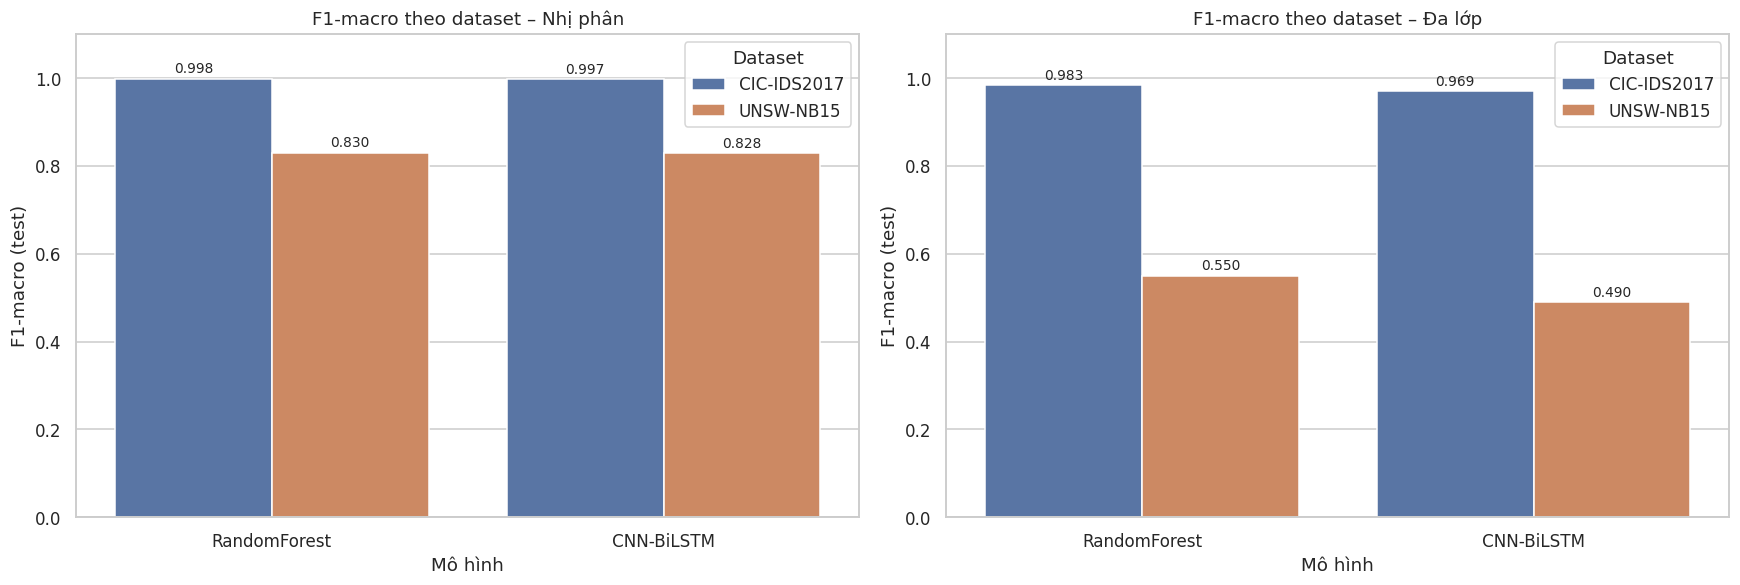 F1-macro theo dataset – Nhị phân
F1-macro (test)
1.0
0.8
0.6
0.4
0.2
0.0
0.998
0.830
0.997
0.828
Dataset
CIC-IDS2017
UNSW-NB15
RandomForest
CNN-BiLSTM
Mô hình
F1-macro theo dataset – Đa lớp
F1-macro (test)
1.0
0.8
0.6
0.4
0.2
0.0
0.983
0.550
0.969
0.490
Dataset
CIC-IDS2017
UNSW-NB15
RandomForest
CNN-BiLSTM
Mô hình